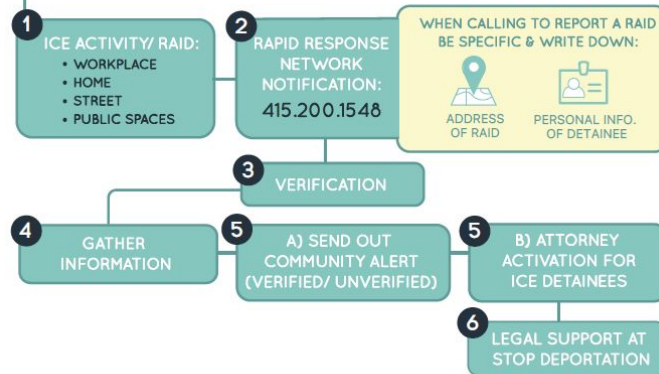 1
ICE ACTIVITY/ RAID:
• WORKPLACE
• HOME
• STREET
• PUBLIC SPACES
2
RAPID RESPONSE
NETWORK
NOTIFICATION:
415.200.1548
WHEN CALLING TO REPORT A RAID
BE SPECIFIC & WRITE DOWN:
ADDRESS
OF RAID
PERSONAL INFO.
OF DETAINEE
3
VERIFICATION
4
GATHER
INFORMATION
5
A) SEND OUT
COMMUNITY ALERT
(VERIFIED/ UNVERIFIED)
5
B) ATTORNEY
ACTIVATION FOR
ICE DETAINEES
6
LEGAL SUPPORT AT
STOP DEPORTATION